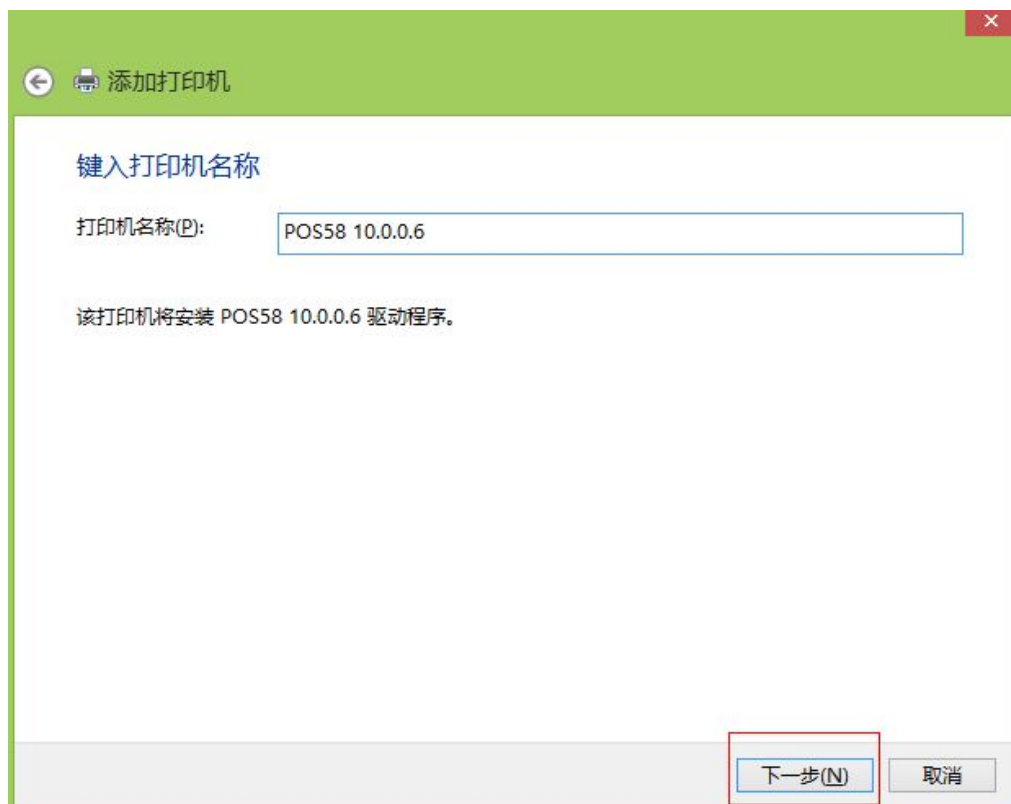 添加打印机
键入打印机名称
打印机名称(P):
POS58 10.0.0.6
该打印机将安装 POS58 10.0.0.6 驱动程序。
下一步(N)
取消